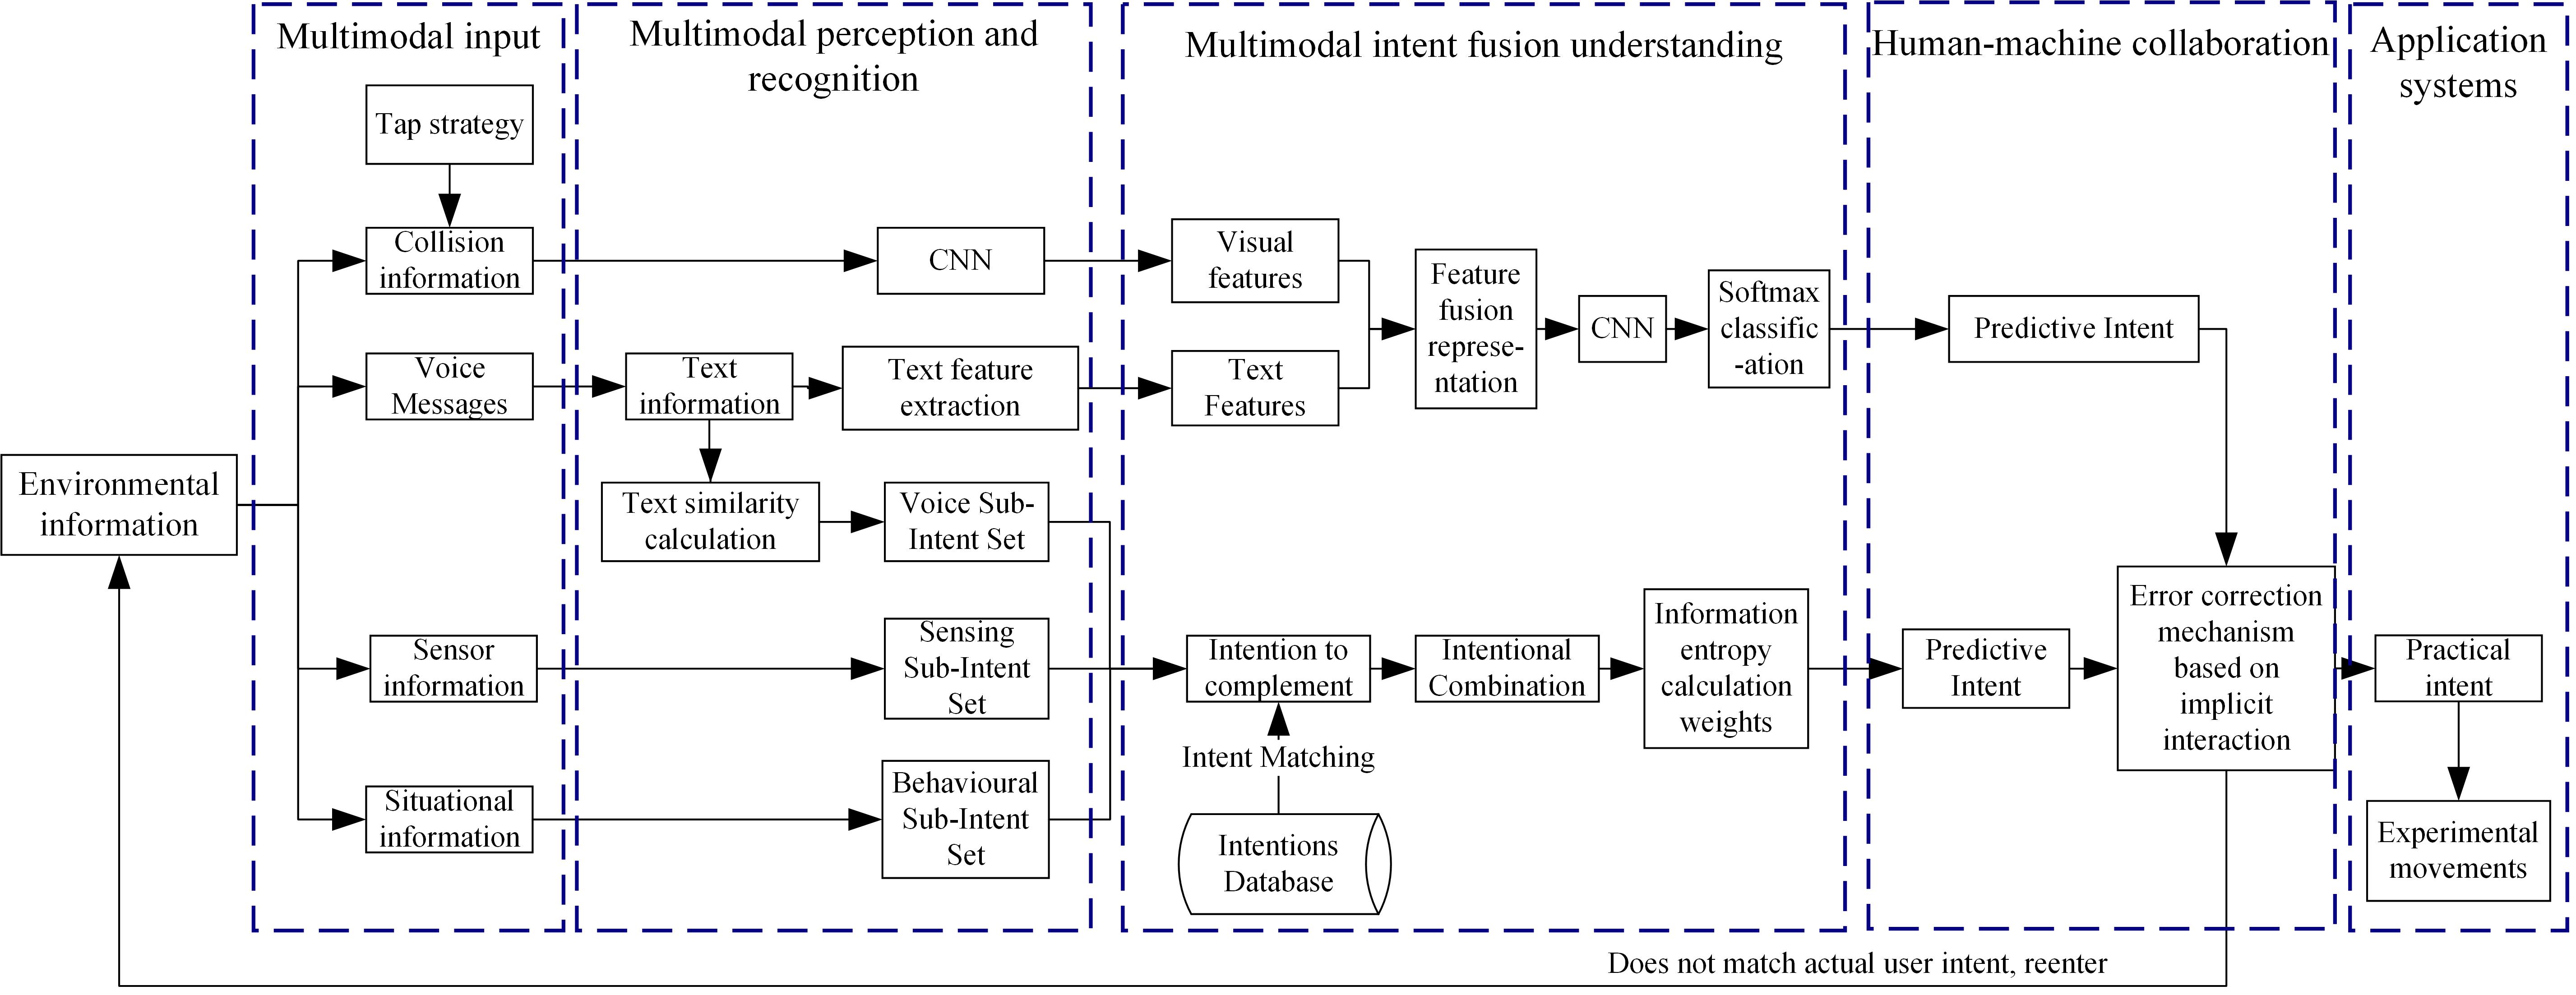 Multimodal input
Multimodal perception and
recognition
Multimodal intent fusion understanding
Human-machine collaboration
Application
systems
Tap strategy
Collision
information
CNN
Visual
features
Feature
fusion
represe-
ntation
CNN
Softmax
classific
-ation
Predictive Intent
Voice
Messages
Text
information
Text feature
extraction
Text
Features
Environmental
information
Text similarity
calculation
Voice Sub-
Intent Set
Sensor
information
Sensing
Sub-Intent
Set
Intention to
complement
Intentional
Combination
Information
entropy
calculation
weights
Predictive
Intent
Error correction
mechanism
based on
implicit
interaction
Practical
intent
Intent Matching
Situational
information
Behavioural
Sub-Intent
Set
Intentions
Database
Experimental
movements
Does not match actual user intent, reenter